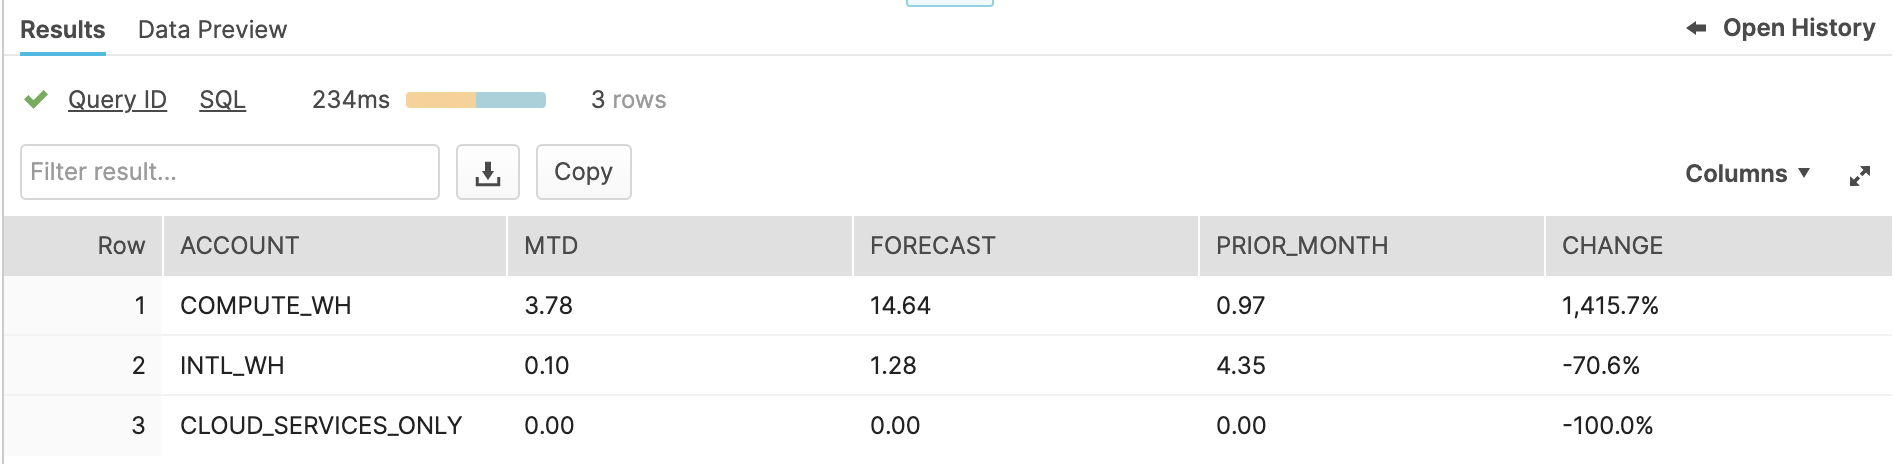 Results Data Preview Open History
Query ID SQL 234ms 3 rows
Filter result... Copy Columns
Row ACCOUNT MTD FORECAST PRIOR_MONTH CHANGE
1 COMPUTE_WH 3.78 14.64 0.97 1,415.7%
2 INTL_WH 0.10 1.28 4.35 -70.6%
3 CLOUD_SERVICES_ONLY 0.00 0.00 0.00 -100.0%